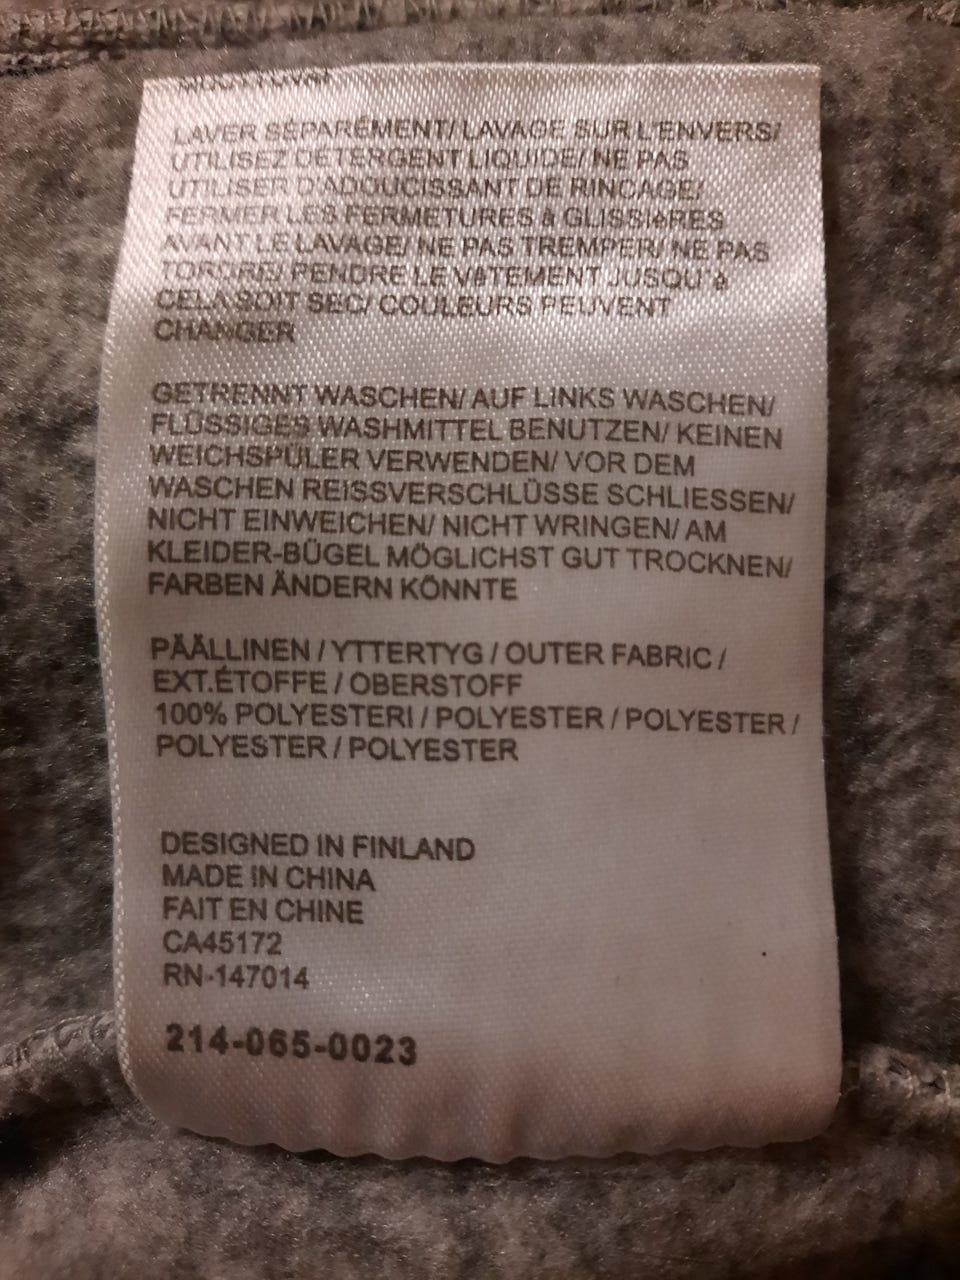 LAVER SÉPARÉMENT/ LAVAGE SUR L'ENVERS/
UTILISEZ DÉTERGENT LIQUIDE/ NE PAS
UTILISER D'ADOUCISSANT DE RINCAGE/
FERMER LES FERMETURES à GLISSIèRES
AVANT LE LAVAGE/ NE PAS TREMPER/ NE PAS
TORDRE/ PENDRE LE VêTEMENT JUSQU'à
CELA SOIT SEC/ COULEURS PEUVENT
CHANGER
GETRENNT WASCHEN/ AUF LINKS WASCHEN/
FLÜSSIGES WASHMITTEL BENUTZEN/ KEINEN
WEICHSPÜLER VERWENDEN/ VOR DEM
WASCHEN REISSVERSCHLÜSSE SCHLIESSEN/
NICHT EINWEICHEN/ NICHT WRINGEN/ AM
KLEIDER-BÜGEL MÖGLICHST GUT TROCKNEN/
FARBEN ÄNDERN KÖNNTE
PÄÄLLINEN / YTTERTYG / OUTER FABRIC /
EXT.ÉTOFFE / OBERSTOFF
100% POLYESTERI / POLYESTER / POLYESTER /
POLYESTER / POLYESTER
DESIGNED IN FINLAND
MADE IN CHINA
FAIT EN CHINE
CA45172
RN-147014
214-065-0023